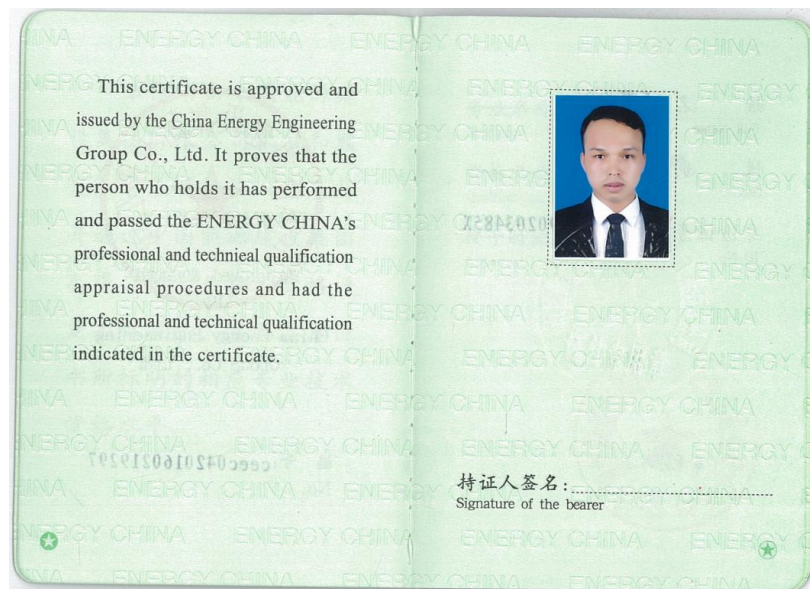 This certificate is approved and
issued by the China Energy Engineering
Group Co., Ltd. It proves that the
person who holds it has performed
and passed the ENERGY CHINA's
professional and technieal qualification
appraisal procedures and had the
professional and technical qualification
indicated in the certificate.
持证人签名:
Signature of the bearer